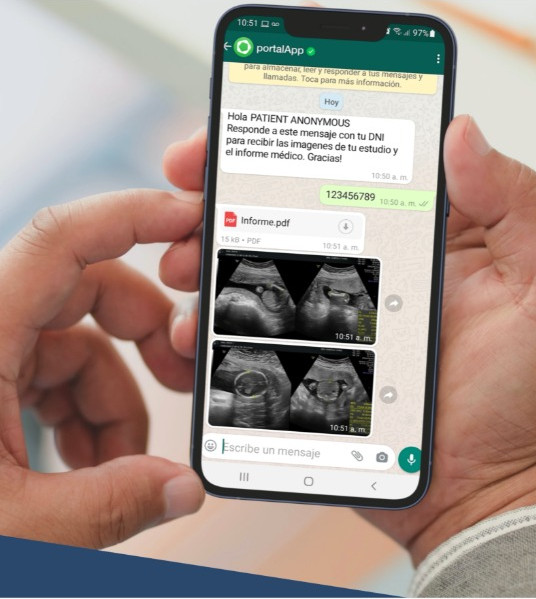 10:51
97%
portalApp
para almacenar, leer y responder a tus mensajes y
llamadas. Toca para más información.
Hoy
Hola PATIENT ANONYMOUS
Responde a este mensaje con tu DNI
para recibir las imagenes de tu estudio y
el informe médico. Gracias!
10:50 a. m.
123456789
10:50 a. m.
PDF
Informe.pdf
15 kB • PDF
10:51 a. m.
10:51 a. m.
10:51 a. m.
Escribe un mensaje